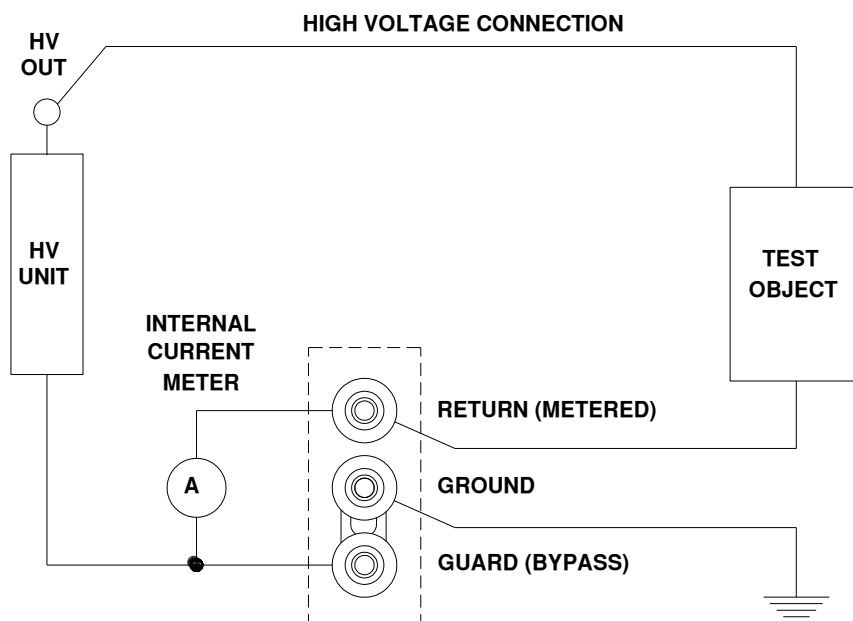 HIGH VOLTAGE CONNECTION
HV
OUT
HV
UNIT
TEST
OBJECT
INTERNAL
CURRENT
METER
RETURN (METERED)
A
GROUND
GUARD (BYPASS)